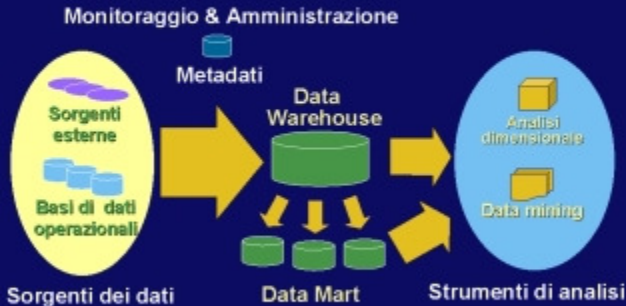 Monitoraggio & Amministrazione
Metadati
Sorgenti
esterne
Basi di dati
operazionali
Sorgenti dei dati
Data
Warehouse
Data Mart
Analisi
dimensionale
Data mining
Strumenti di analisi